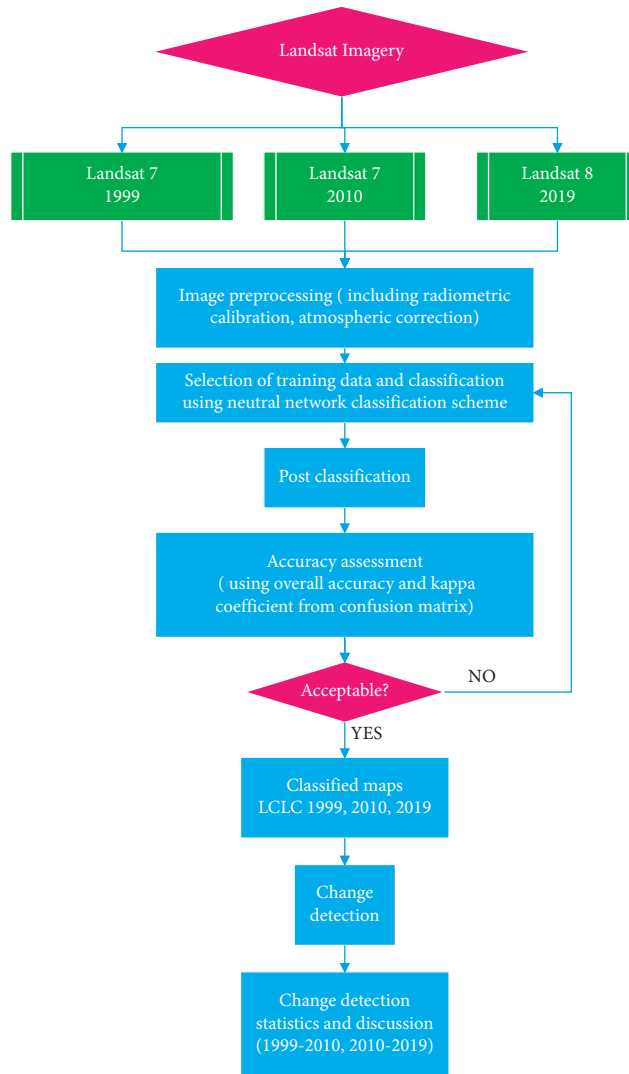 Landsat Imagery
Landsat 7
1999
Landsat 7
2010
Landsat 8
2019
Image preprocessing ( including radiometric
calibration, atmospheric correction)
Selection of training data and classification
using neutral network classification scheme
Post classification
Accuracy assessment
( using overall accuracy and kappa
coefficient from confusion matrix)
Acceptable?
NO
YES
Classified maps
LCLC 1999, 2010, 2019
Change
detection
Change detection
statistics and discussion
(1999-2010, 2010-2019)